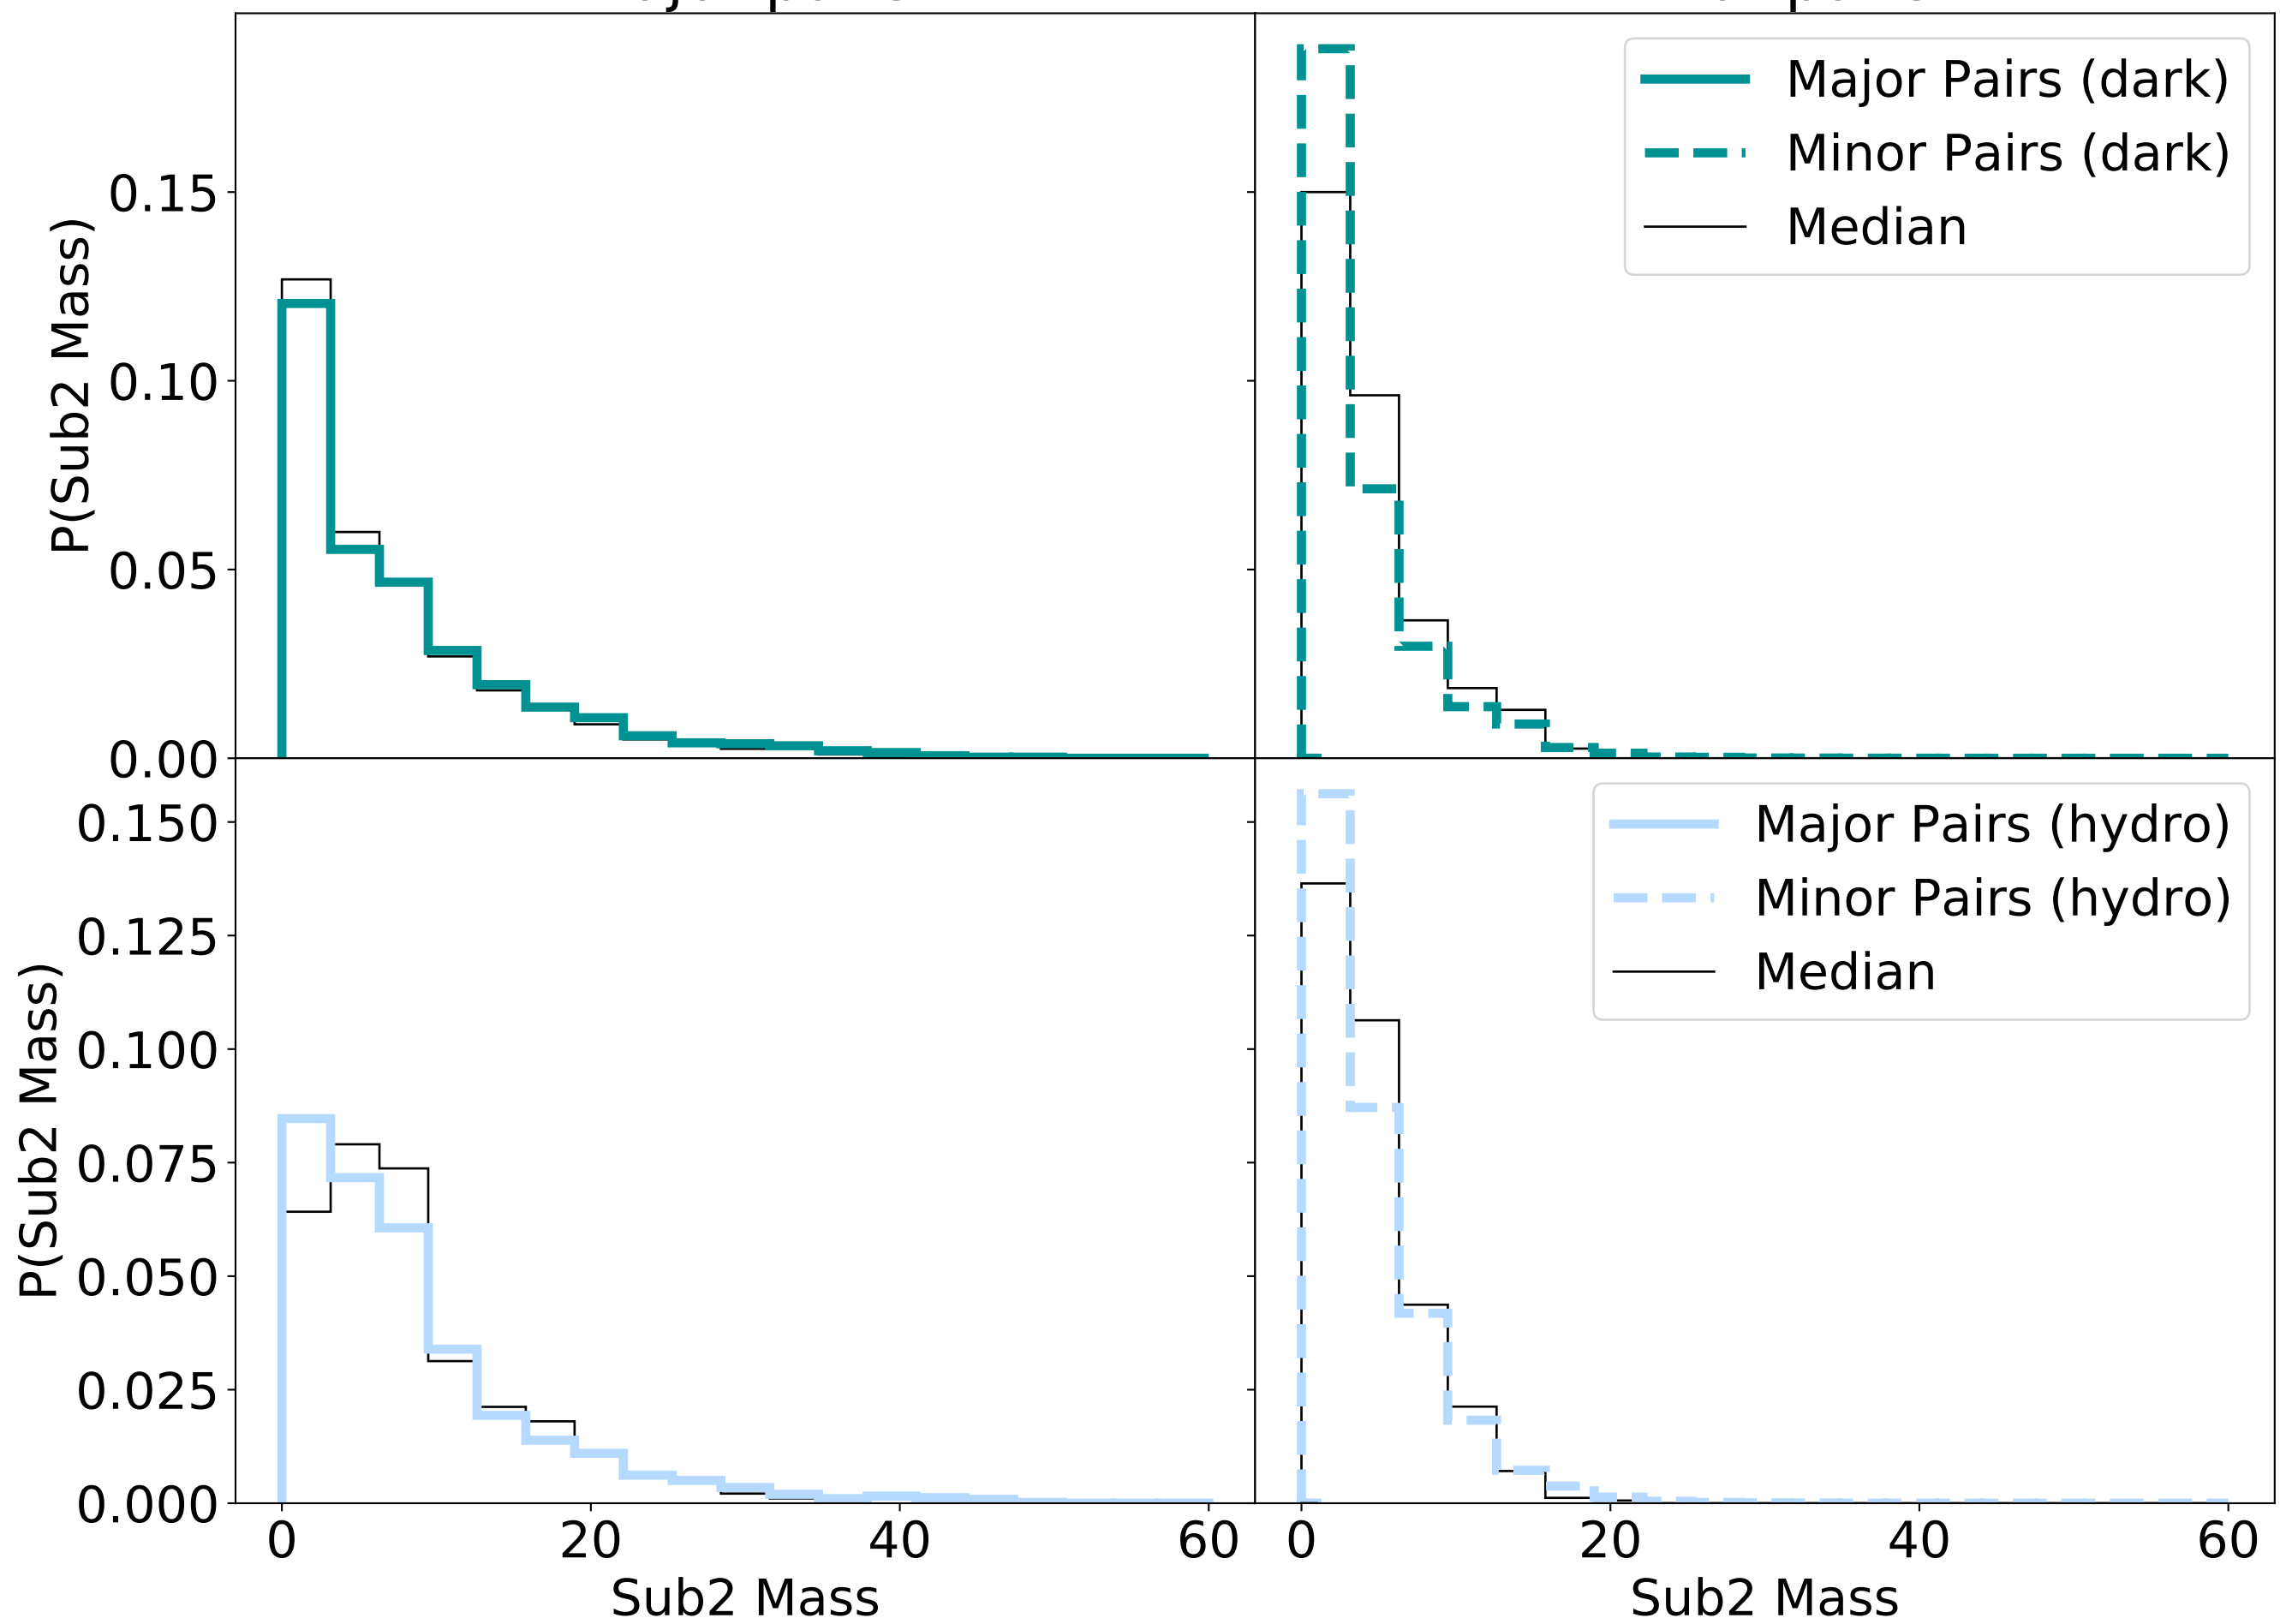 P(Sub2 Mass)
0.15
0.10
0.05
0.00
Major Pairs (dark)
Minor Pairs (dark)
Median
P(Sub2 Mass)
0.150
0.125
0.100
0.075
0.050
0.025
0.000
Major Pairs (hydro)
Minor Pairs (hydro)
Median
0 20 40 60 0 20 40 60
Sub2 Mass Sub2 Mass